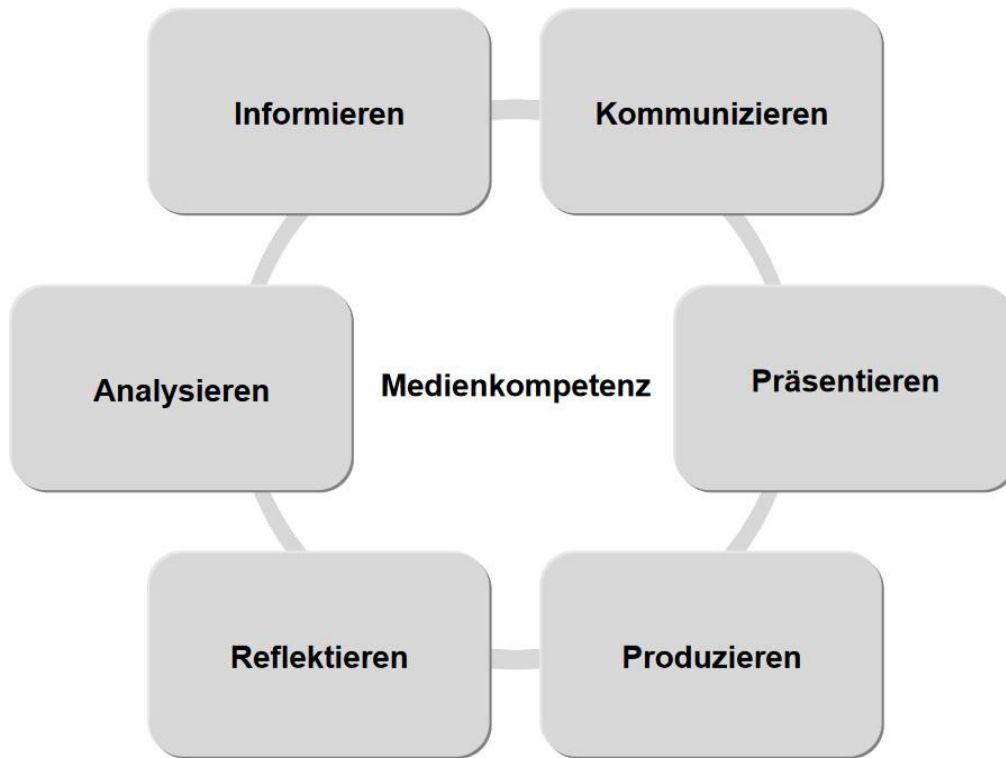 Informieren
Kommunizieren
Analysieren
Medienkompetenz
Präsentieren
Reflektieren
Produzieren